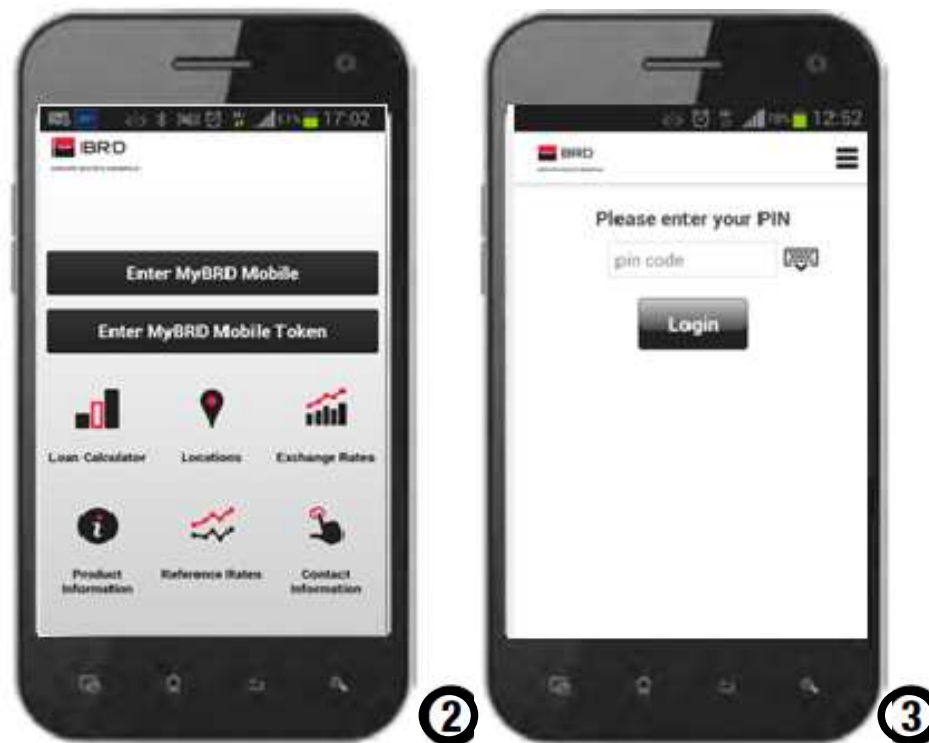 17:02
BRD
Enter MyBRD Mobile
Enter MyBRD Mobile Token
Loan Calculator
Locations
Exchange Rates
Product Information
Reference Rates
Contact Information
2
12:52
BRD
Please enter your PIN
pin code
Login
3